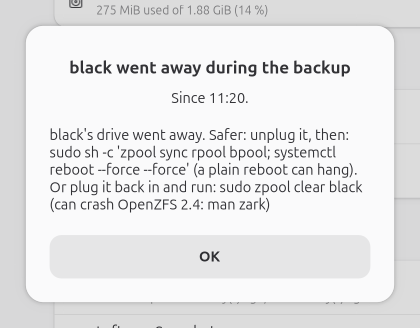 275 MiB used of 1.88 GiB (14 %)
black went away during the backup
Since 11:20.
black's drive went away. Safer: unplug it, then:
sudo sh -c 'zpool sync rpool bpool; systemctl
reboot --force --force' (a plain reboot can hang).
Or plug it back in and run: sudo zpool clear black
(can crash OpenZFS 2.4: man zark)
OK